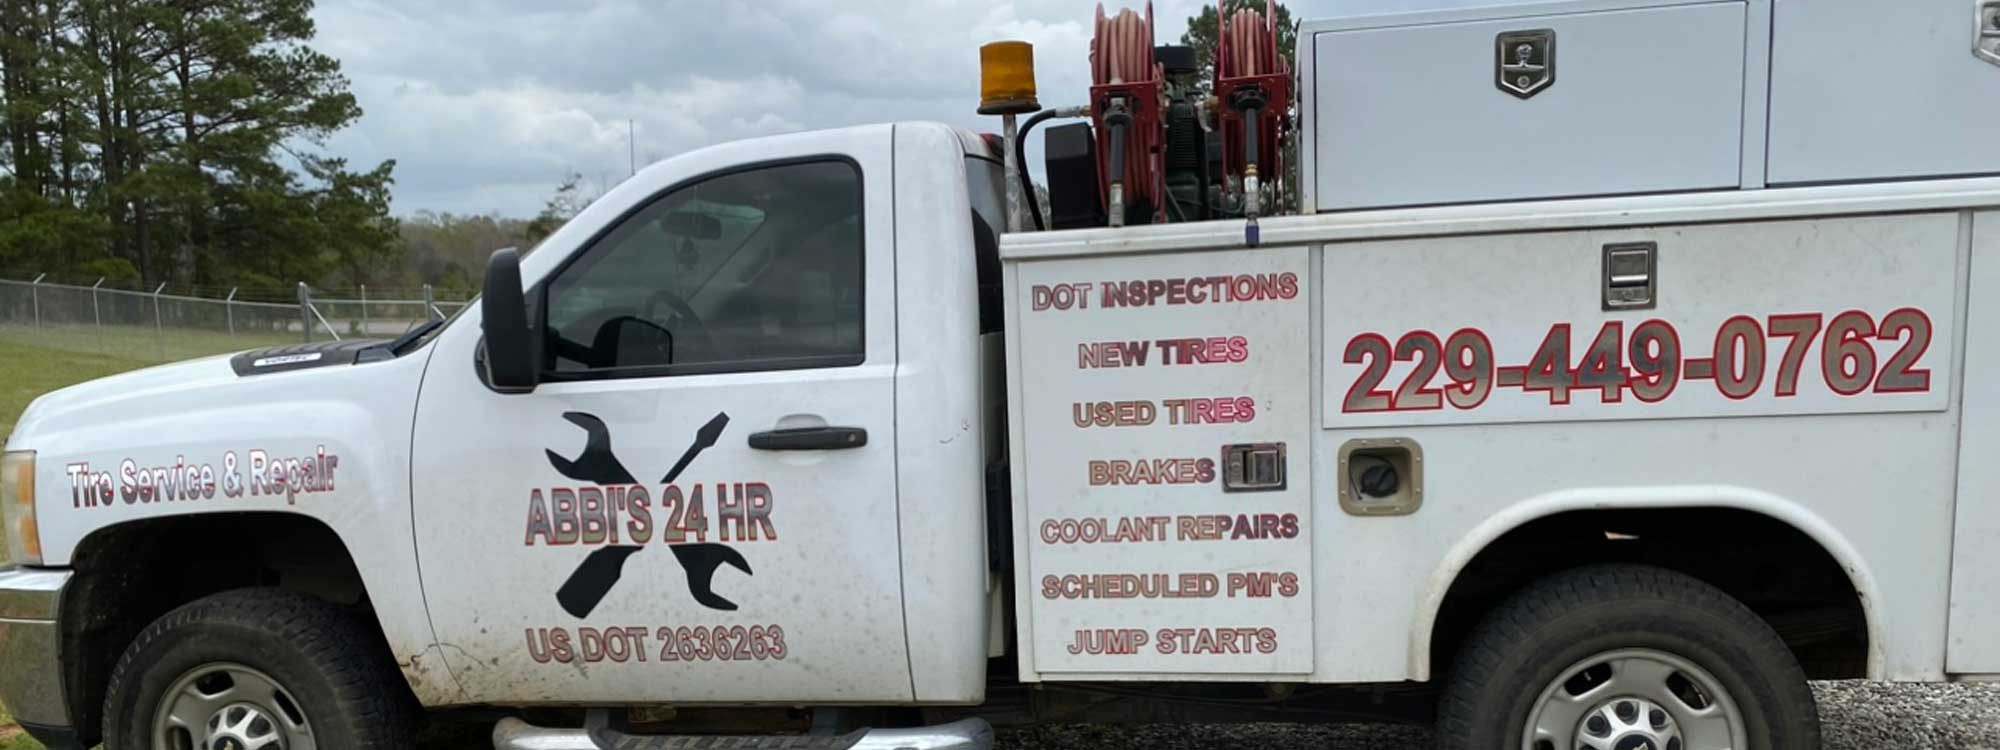 VORTEC
Tire Service & Repair
ABBI'S 24 HR
US DOT 2636263
DOT INSPECTIONS
NEW TIRES
USED TIRES
BRAKES
COOLANT REPAIRS
SCHEDULED PM'S
JUMP STARTS
229-449-0762